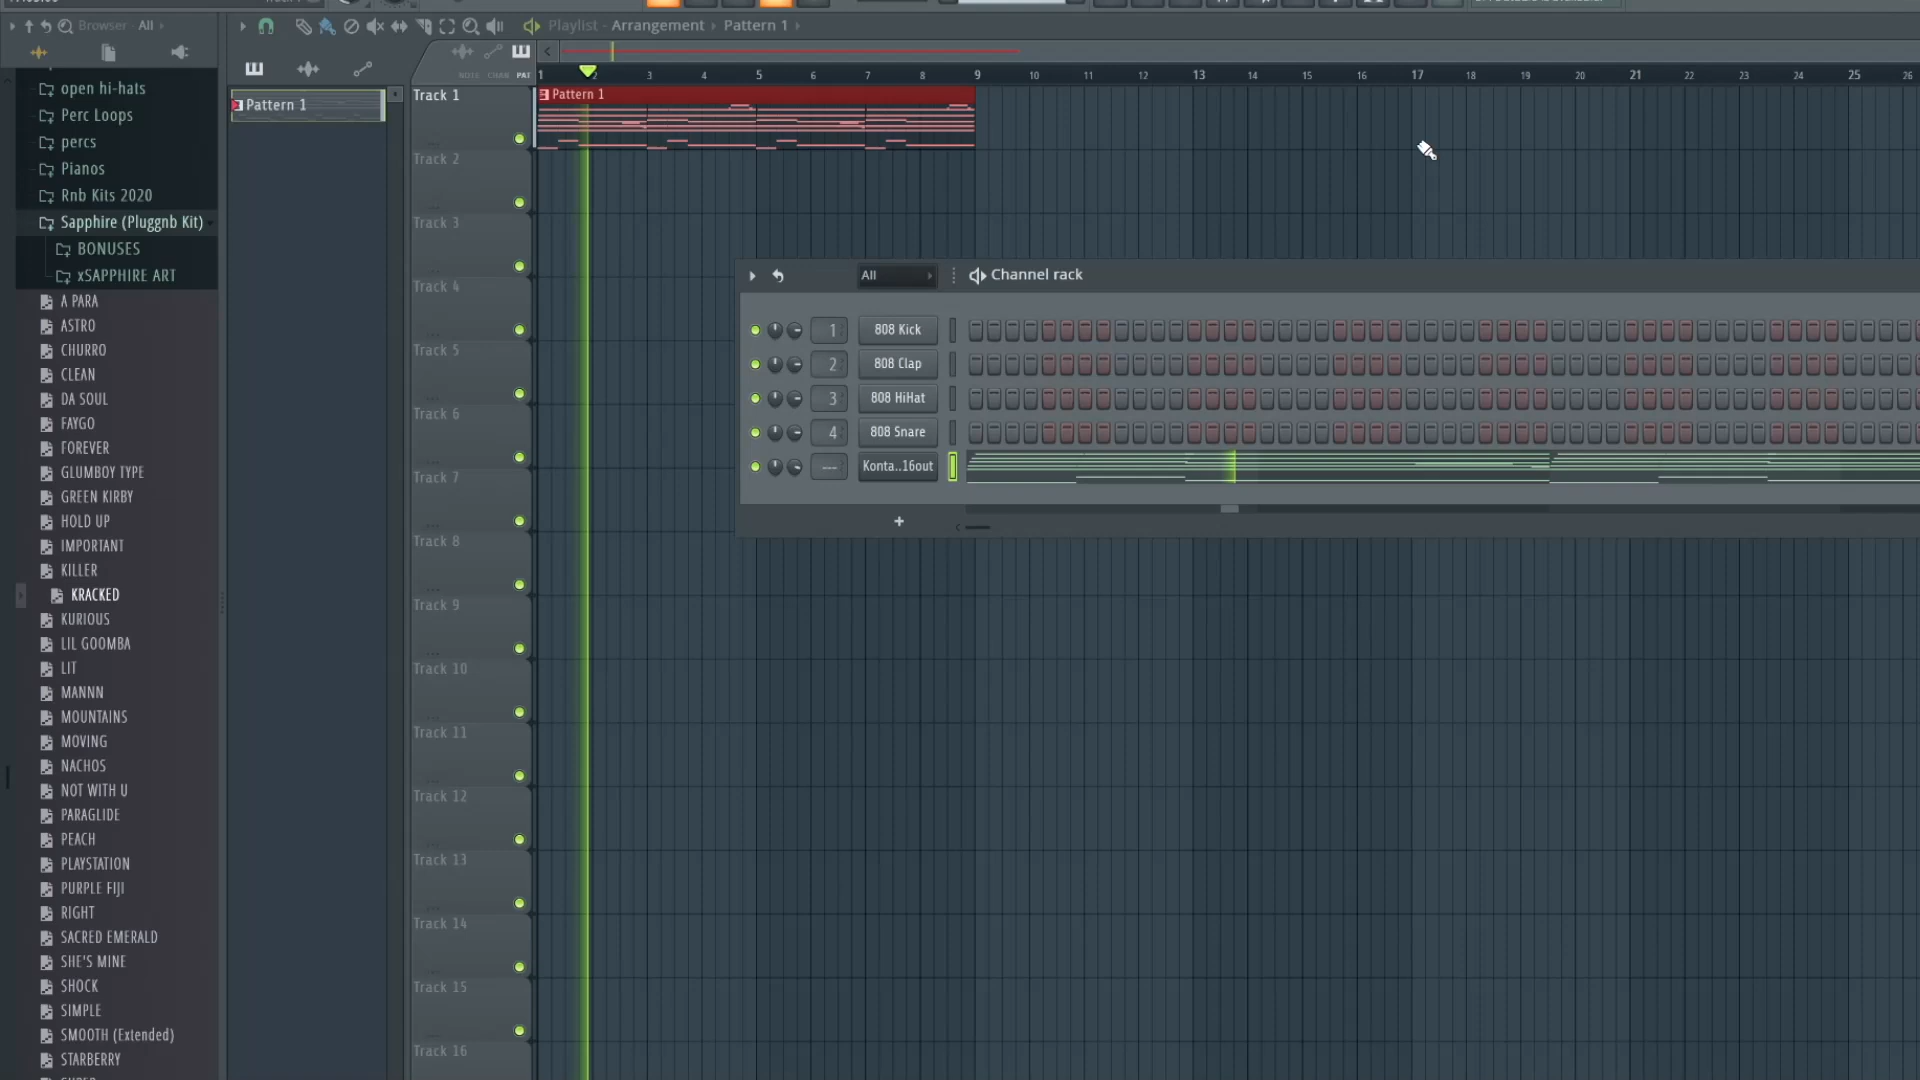 Browser All
Playlist - Arrangement › Pattern 1 ›
NOTE CHAN PAT
1 2 3 4 5 6 7 8 9 10 11 12 13 14 15 16 17 18 19 20 21 22 23 24 25 26
open hi-hats
Perc Loops
percs
Pianos
Rnb Kits 2020
Sapphire (Pluggnb Kit)
BONUSES
xSAPPHIRE ART
A PARA
ASTRO
CHURRO
CLEAN
DA SOUL
FAYGO
FOREVER
GLUMBOY TYPE
GREEN KIRBY
HOLD UP
IMPORTANT
KILLER
KRACKED
KURIOUS
LIL GOOMBA
LIT
MANNN
MOUNTAINS
MOVING
NACHOS
NOT WITH U
PARAGLIDE
PEACH
PLAYSTATION
PURPLE FIJI
RIGHT
SACRED EMERALD
SHE'S MINE
SHOCK
SIMPLE
SMOOTH (Extended)
STARBERRY
Pattern 1
Track 1
Pattern 1
Track 2
Track 3
Track 4
Track 5
Track 6
Track 7
Track 8
Track 9
Track 10
Track 11
Track 12
Track 13
Track 14
Track 15
Track 16
All
Channel rack
1 808 Kick
2 808 Clap
3 808 HiHat
4 808 Snare
--- Konta..16out
+